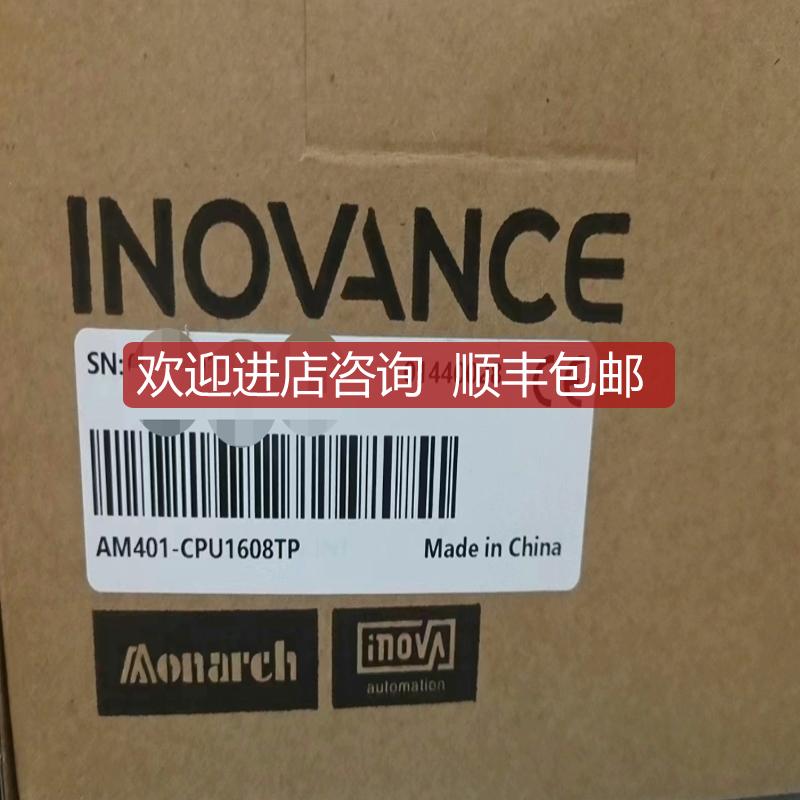 INOVANCE
SN:
欢迎进店咨询 顺丰包邮
AM401-CPU1608TP
Made in China
Monarch
inova
automation